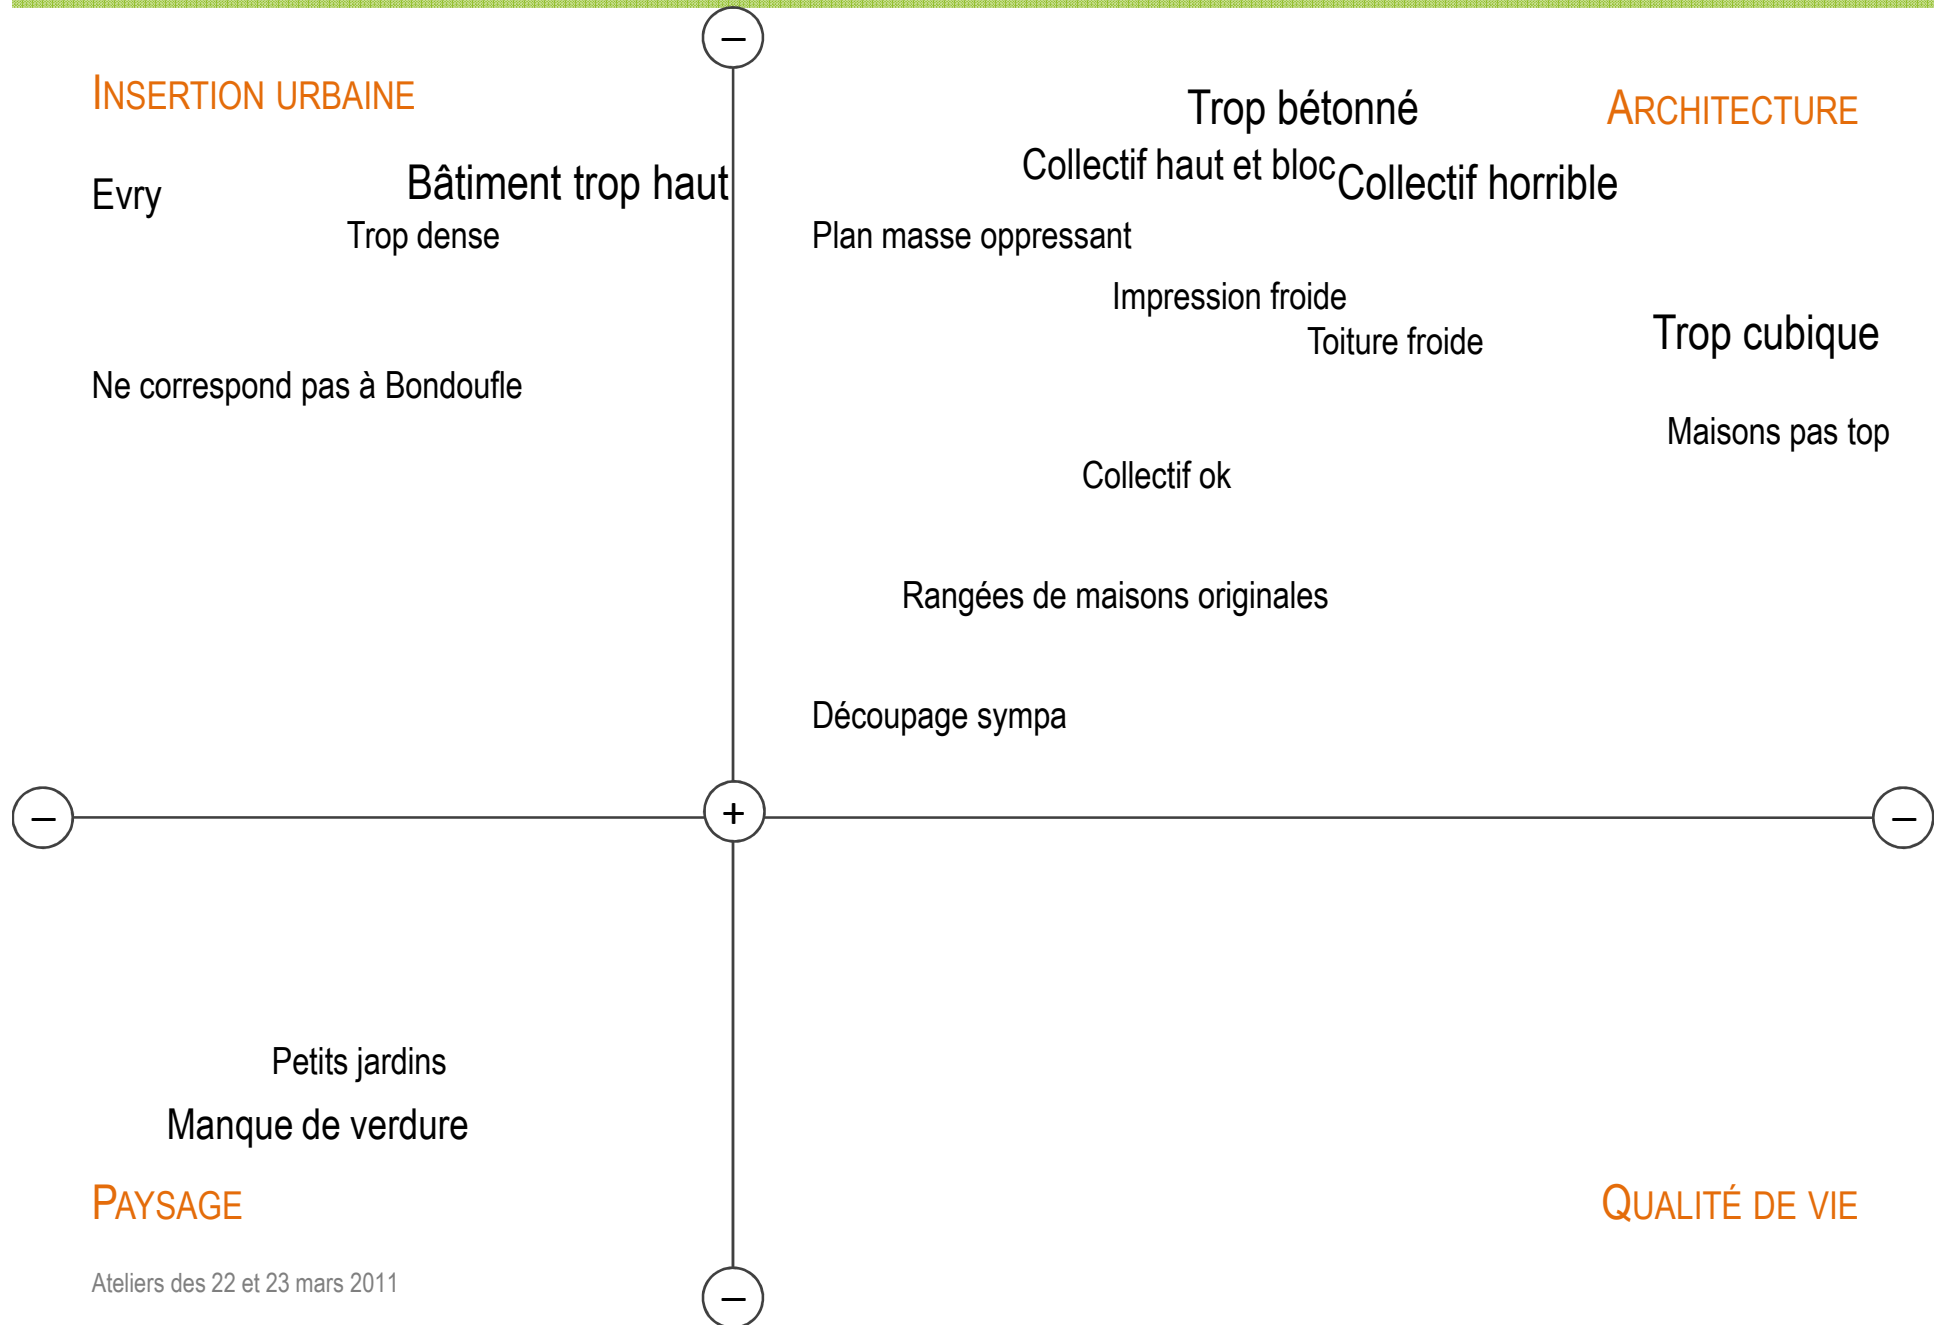 –
INSERTION URBAINE
Trop bétonné
ARCHITECTURE
Collectif haut et bloc
Collectif horrible
Evry
Bâtiment trop haut
Trop dense
Plan masse oppressant
Impression froide
Toiture froide
Trop cubique
Ne correspond pas à Bondoufle
Maisons pas top
Collectif ok
Rangées de maisons originales
Découpage sympa
–
+
–
Petits jardins
Manque de verdure
PAYSAGE
QUALITÉ DE VIE
Ateliers des 22 et 23 mars 2011
–